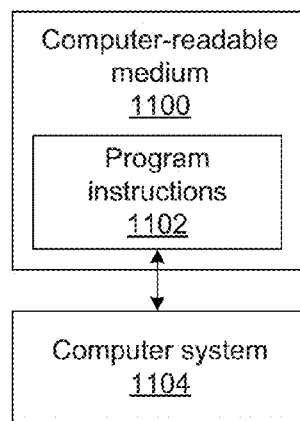 Computer-readable
medium
1100
Program
instructions
1102
Computer system
1104